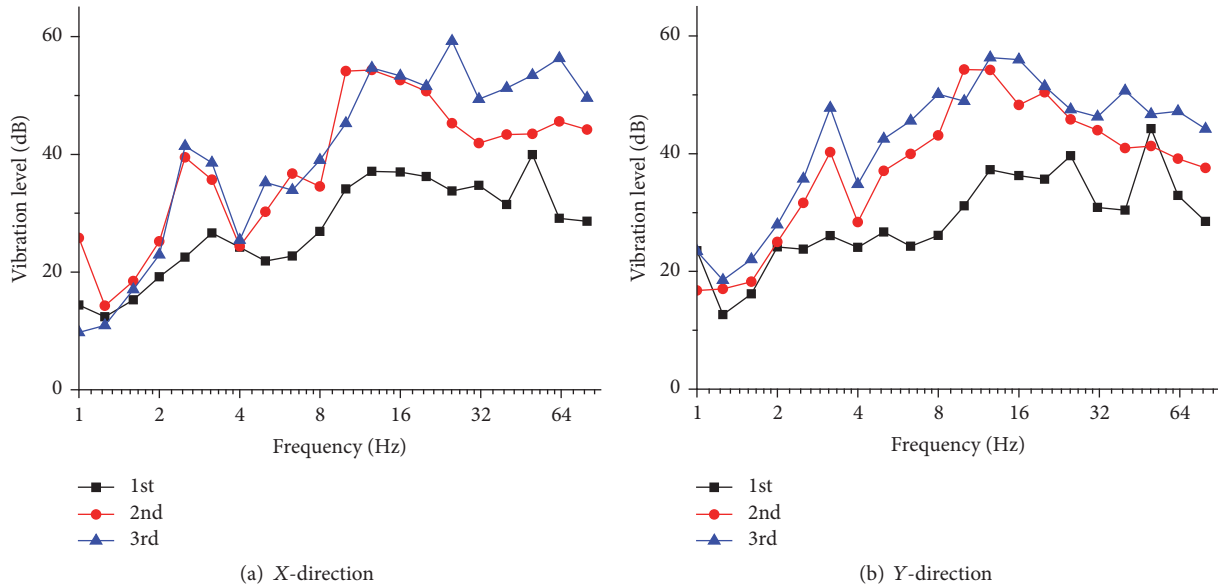 60
40
20
0
Vibration level (dB)
1 2 4 8 16 32 64
Frequency (Hz)
1st
2nd
3rd
(a) X-direction
60
40
20
0
Vibration level (dB)
1 2 4 8 16 32 64
Frequency (Hz)
1st
2nd
3rd
(b) Y-direction